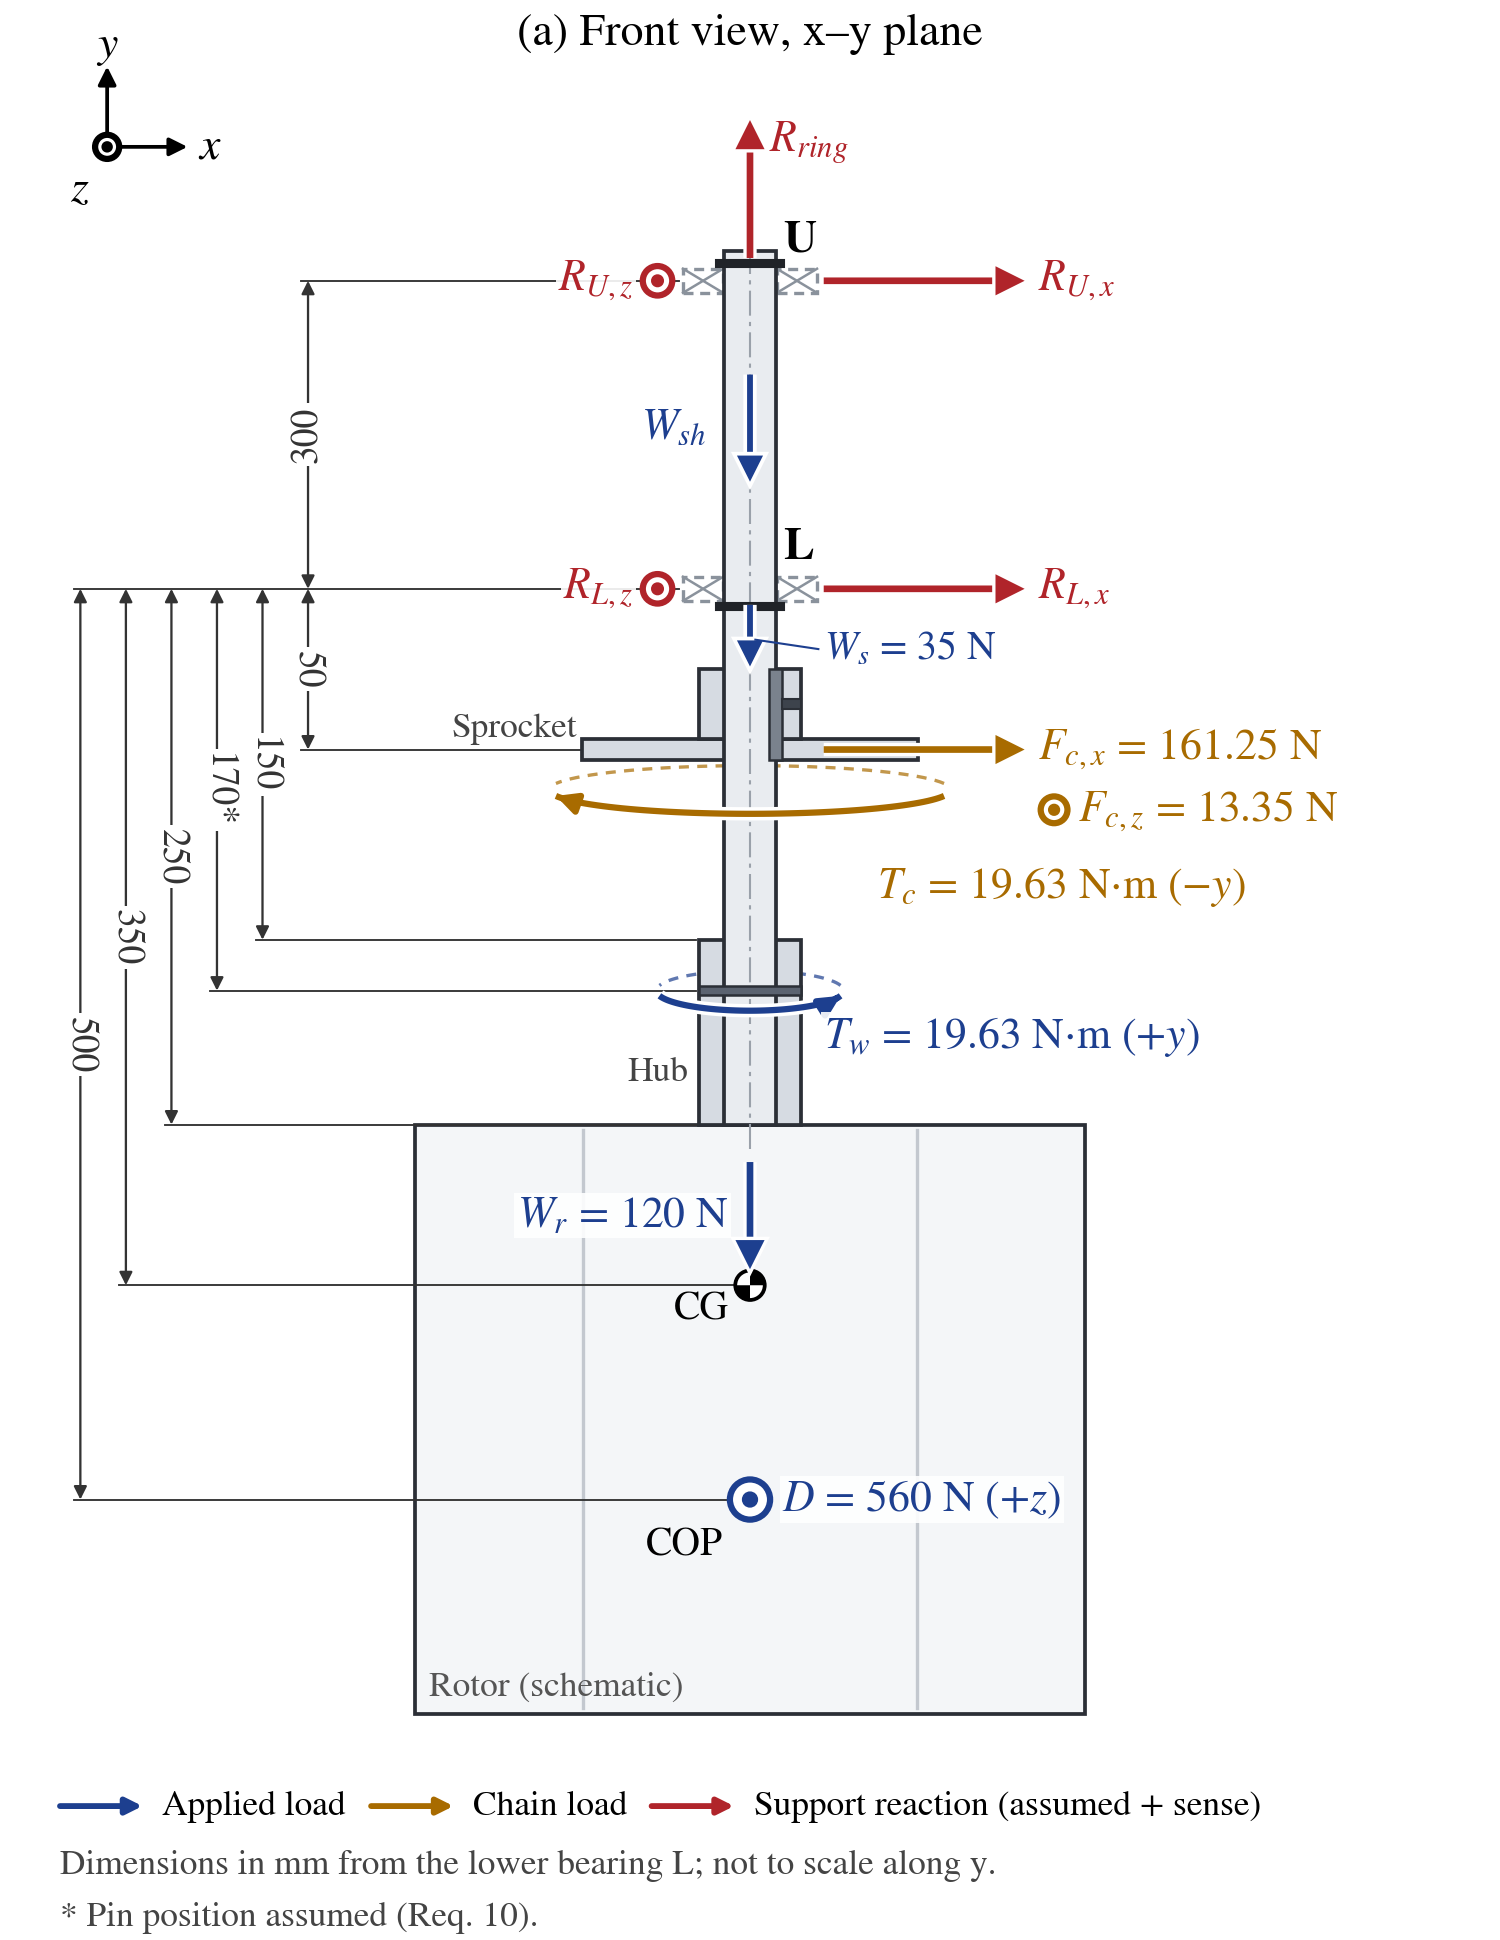 (a) Front view, x–y plane
y
x
z
R_ring
U
R_U,z
R_U,x
300
W_sh
L
R_L,z
R_L,x
W_s = 35 N
50
Sprocket
F_c,x = 161.25 N
150
170*
F_c,z = 13.35 N
250
T_c = 19.63 N·m (−y)
350
500
T_w = 19.63 N·m (+y)
Hub
W_r = 120 N
CG
D = 560 N (+z)
COP
Rotor (schematic)
Applied load Chain load Support reaction (assumed + sense)
Dimensions in mm from the lower bearing L; not to scale along y.
* Pin position assumed (Req. 10).